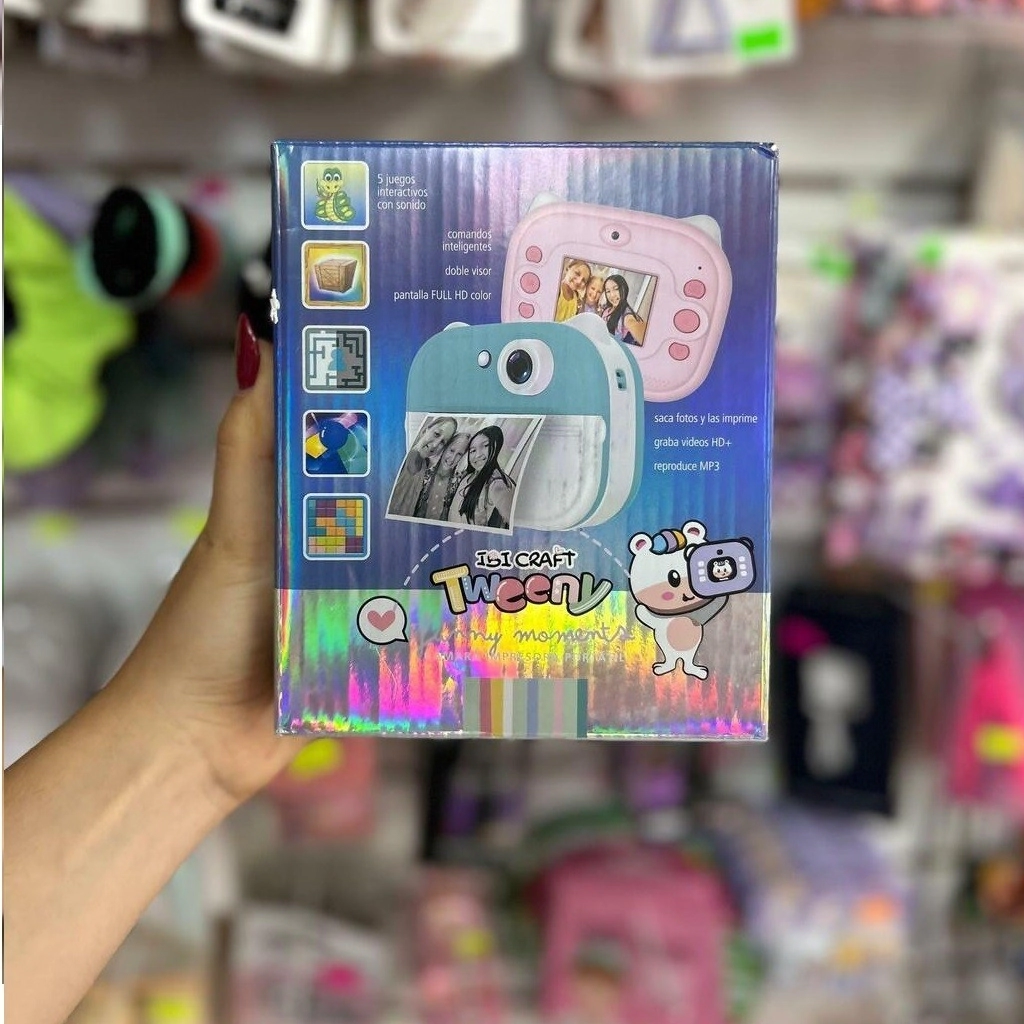 5 juegos
interactivos
con sonido
comandos
inteligentes
doble visor
pantalla FULL HD color
saca fotos y las imprime
graba videos HD+
reproduce MP3
IBI CRAFT
Tweeny
moments